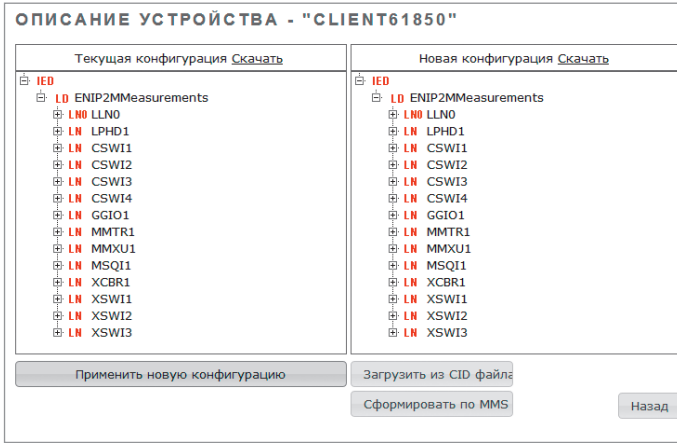 ОПИСАНИЕ УСТРОЙСТВА - "CLIENT61850"
Текущая конфигурация Скачать
IED
LD ENIP2MMeasurements
LN0 LLN0
LN LPHD1
LN CSWI1
LN CSWI2
LN CSWI3
LN CSWI4
LN GGIO1
LN MMTR1
LN MMXU1
LN MSQI1
LN XCBR1
LN XSWI1
LN XSWI2
LN XSWI3
Применить новую конфигурацию
Новая конфигурация Скачать
IED
LD ENIP2MMeasurements
LN0 LLN0
LN LPHD1
LN CSWI1
LN CSWI2
LN CSWI3
LN CSWI4
LN GGIO1
LN MMTR1
LN MMXU1
LN MSQI1
LN XCBR1
LN XSWI1
LN XSWI2
LN XSWI3
Загрузить из CID файла
Сформировать по MMS
Назад